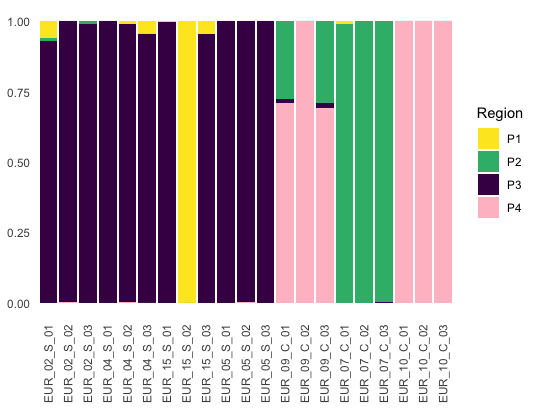 1.00
0.75
0.50
0.25
0.00
EUR_02_S_01
EUR_02_S_02
EUR_02_S_03
EUR_04_S_01
EUR_04_S_02
EUR_04_S_03
EUR_15_S_01
EUR_15_S_02
EUR_15_S_03
EUR_05_S_01
EUR_05_S_02
EUR_05_S_03
EUR_09_C_01
EUR_09_C_02
EUR_09_C_03
EUR_07_C_01
EUR_07_C_02
EUR_07_C_03
EUR_10_C_01
EUR_10_C_02
EUR_10_C_03
Region
P1
P2
P3
P4